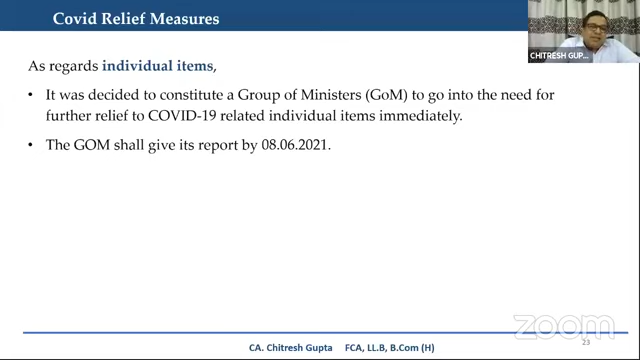 Covid Relief Measures
CHITRESH GUP...
As regards individual items,
• It was decided to constitute a Group of Ministers (GoM) to go into the need for
further relief to COVID-19 related individual items immediately.
• The GOM shall give its report by 08.06.2021.
zoom
23
CA. Chitresh Gupta FCA, LL.B, B.Com (H)